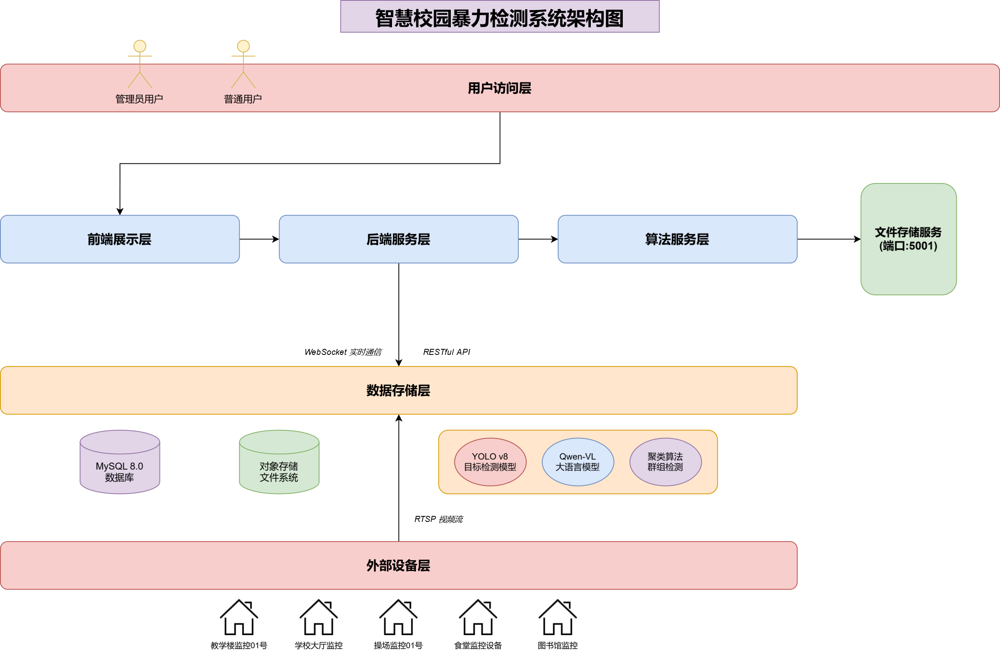 智慧校园暴力检测系统架构图
管理员用户
普通用户
用户访问层
前端展示层
后端服务层
算法服务层
文件存储服务
(端口:5001)
WebSocket 实时通信
RESTful API
数据存储层
MySQL 8.0
数据库
对象存储
文件系统
YOLO v8
目标检测模型
Qwen-VL
大语言模型
聚类算法
群组检测
RTSP 视频流
外部设备层
教学楼监控01号
学校大厅监控
操场监控01号
食堂监控设备
图书馆监控